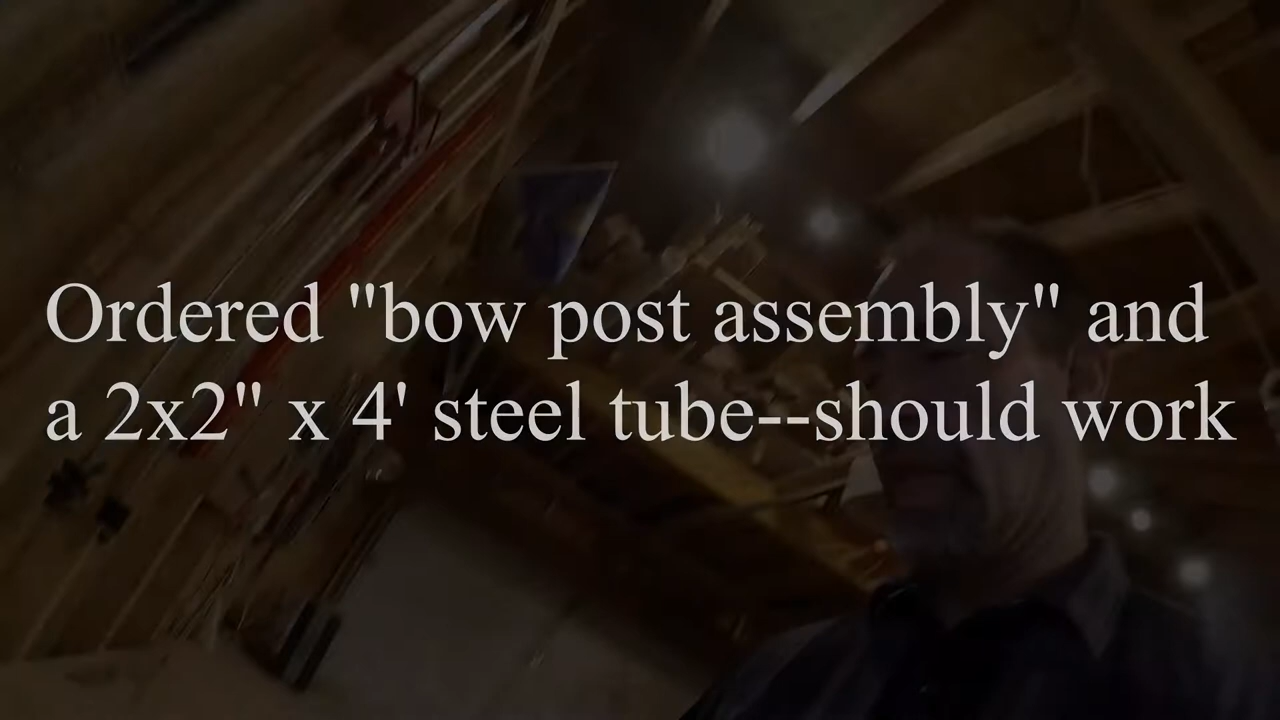 Ordered "bow post assembly" and
a 2x2" x 4' steel tube--should work